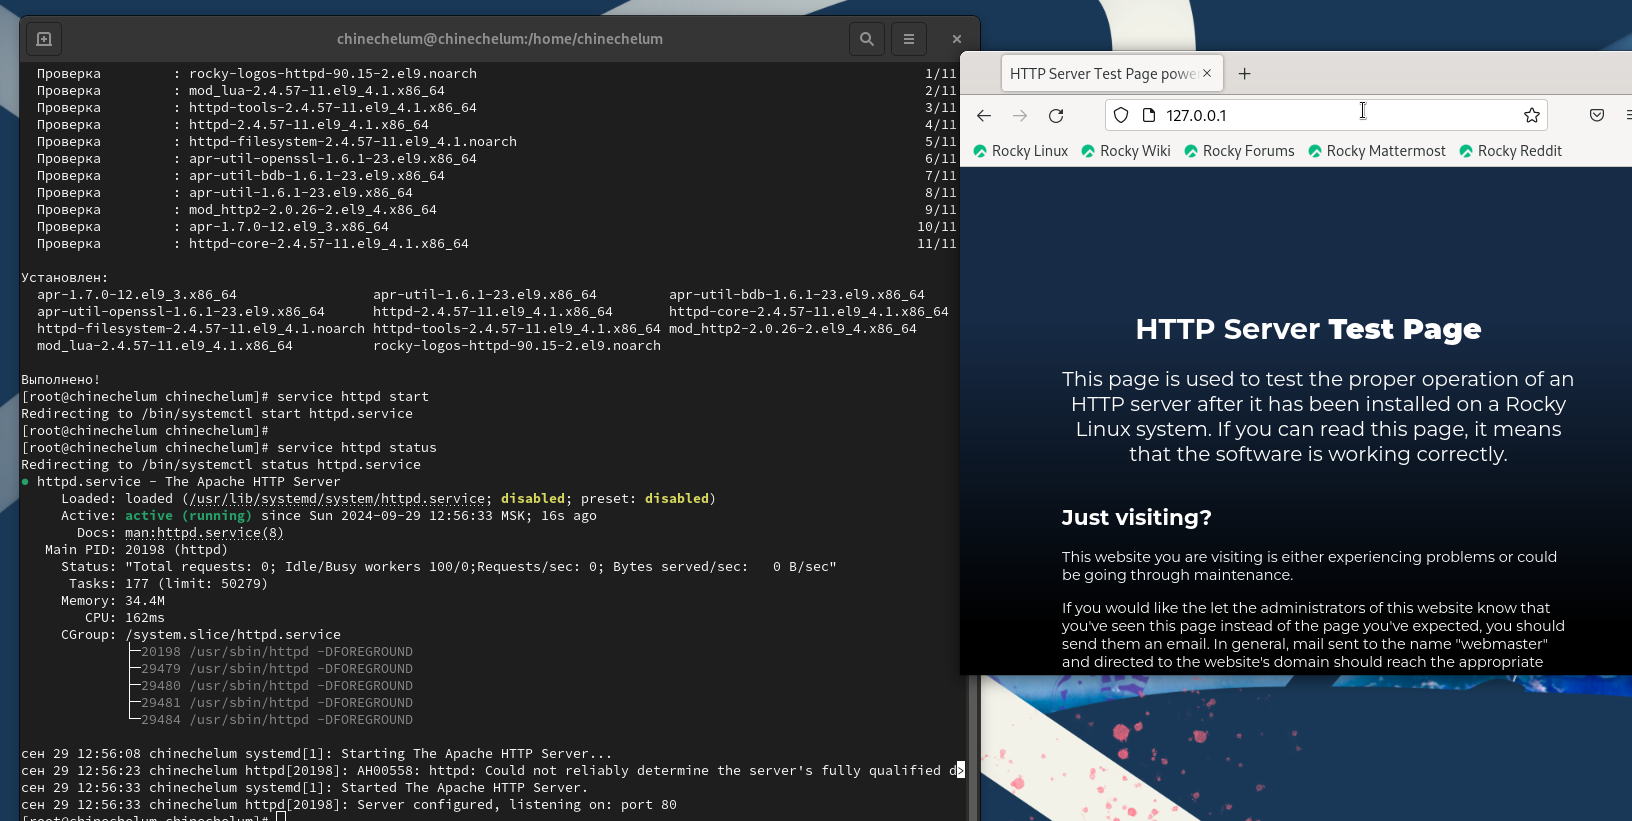 chinechelum@chinechelum:/home/chinechelum
Проверка : rocky-logos-httpd-90.15-2.el9.noarch 1/11
Проверка : mod_lua-2.4.57-11.el9_4.1.x86_64 2/11
Проверка : httpd-tools-2.4.57-11.el9_4.1.x86_64 3/11
Проверка : httpd-2.4.57-11.el9_4.1.x86_64 4/11
Проверка : httpd-filesystem-2.4.57-11.el9_4.1.noarch 5/11
Проверка : apr-util-openssl-1.6.1-23.el9.x86_64 6/11
Проверка : apr-util-bdb-1.6.1-23.el9.x86_64 7/11
Проверка : apr-util-1.6.1-23.el9.x86_64 8/11
Проверка : mod_http2-2.0.26-2.el9_4.x86_64 9/11
Проверка : apr-1.7.0-12.el9_3.x86_64 10/11
Проверка : httpd-core-2.4.57-11.el9_4.1.x86_64 11/11
Установлен:
apr-1.7.0-12.el9_3.x86_64 apr-util-1.6.1-23.el9.x86_64 apr-util-bdb-1.6.1-23.el9.x86_64
apr-util-openssl-1.6.1-23.el9.x86_64 httpd-2.4.57-11.el9_4.1.x86_64 httpd-core-2.4.57-11.el9_4.1.x86_64
httpd-filesystem-2.4.57-11.el9_4.1.noarch httpd-tools-2.4.57-11.el9_4.1.x86_64 mod_http2-2.0.26-2.el9_4.x86_64
mod_lua-2.4.57-11.el9_4.1.x86_64 rocky-logos-httpd-90.15-2.el9.noarch
Выполнено!
[root@chinechelum chinechelum]# service httpd start
Redirecting to /bin/systemctl start httpd.service
[root@chinechelum chinechelum]#
[root@chinechelum chinechelum]# service httpd status
Redirecting to /bin/systemctl status httpd.service
● httpd.service - The Apache HTTP Server
Loaded: loaded (/usr/lib/systemd/system/httpd.service; disabled; preset: disabled)
Active: active (running) since Sun 2024-09-29 12:56:33 MSK; 16s ago
Docs: man:httpd.service(8)
Main PID: 20198 (httpd)
Status: "Total requests: 0; Idle/Busy workers 100/0;Requests/sec: 0; Bytes served/sec:   0 B/sec"
Tasks: 177 (limit: 50279)
Memory: 34.4M
CPU: 162ms
CGroup: /system.slice/httpd.service
├─20198 /usr/sbin/httpd -DFOREGROUND
├─29479 /usr/sbin/httpd -DFOREGROUND
├─29480 /usr/sbin/httpd -DFOREGROUND
├─29481 /usr/sbin/httpd -DFOREGROUND
└─29484 /usr/sbin/httpd -DFOREGROUND
сен 29 12:56:08 chinechelum systemd[1]: Starting The Apache HTTP Server...
сен 29 12:56:23 chinechelum httpd[20198]: AH00558: httpd: Could not reliably determine the server's fully qualified d>
сен 29 12:56:33 chinechelum systemd[1]: Started The Apache HTTP Server.
сен 29 12:56:33 chinechelum httpd[20198]: Server configured, listening on: port 80
[root@chinechelum chinechelum]#
HTTP Server Test Page powe
127.0.0.1
Rocky Linux Rocky Wiki Rocky Forums Rocky Mattermost Rocky Reddit
HTTP Server Test Page
This page is used to test the proper operation of an
HTTP server after it has been installed on a Rocky
Linux system. If you can read this page, it means
that the software is working correctly.
Just visiting?
This website you are visiting is either experiencing problems or could
be going through maintenance.
If you would like the let the administrators of this website know that
you've seen this page instead of the page you've expected, you should
send them an email. In general, mail sent to the name "webmaster"
and directed to the website's domain should reach the appropriate